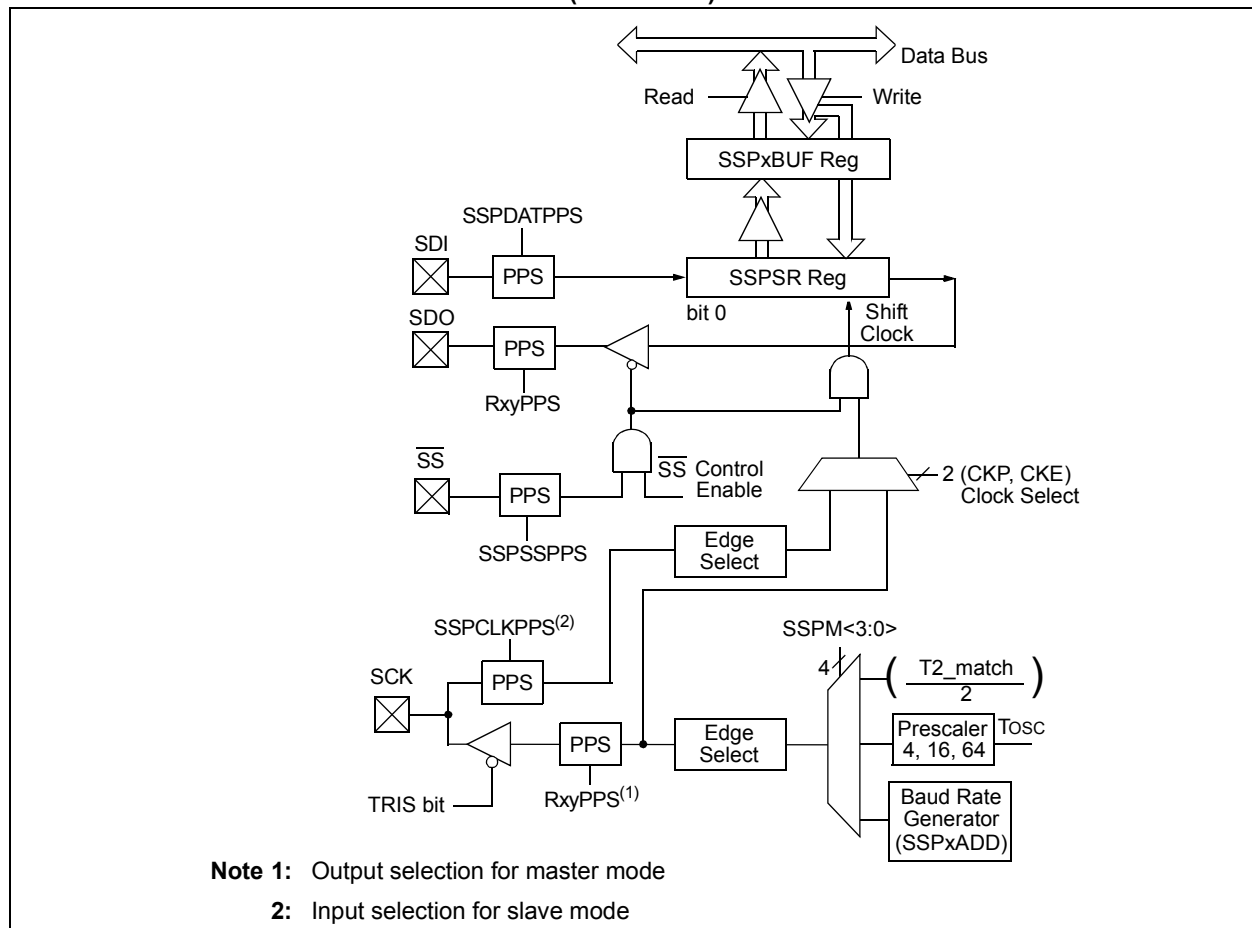 Data Bus
Read
Write
SSPxBUF Reg
SSPDATPPS
SDI
PPS
SSPSR Reg
bit 0
Shift
Clock
SDO
PPS
RxyPPS
SS
PPS
SS Control
Enable
SSPSSPPS
2 (CKP, CKE)
Clock Select
Edge
Select
SSPCLKPPS(2)
SCK
PPS
SSPM<3:0>
4
( T2_match
2 )
Edge
Select
PPS
Prescaler
4, 16, 64
TOSC
RxyPPS(1)
TRIS bit
Baud Rate
Generator
(SSPxADD)
Note 1: Output selection for master mode
2: Input selection for slave mode